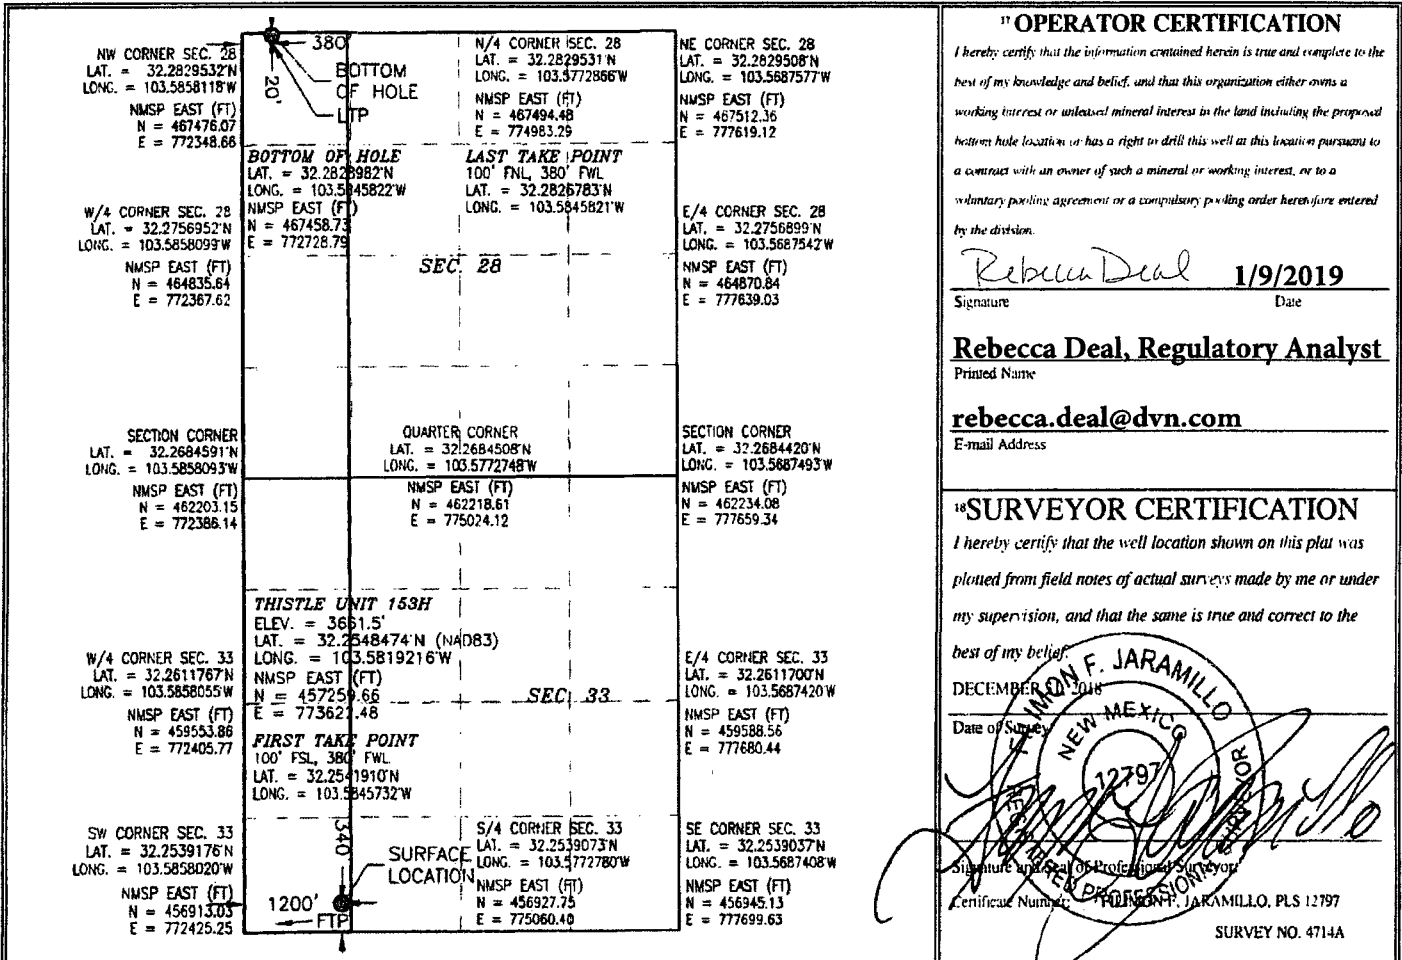 380'
20'
BOTTOM
OF HOLE
LTP
NW CORNER SEC. 28
LAT. = 32.2829532'N
LONG. = 103.5858118'W
NMSP EAST (FT)
N = 467476.07
E = 772348.66
N/4 CORNER SEC. 28
LAT. = 32.2829531'N
LONG. = 103.5772866'W
NMSP EAST (FT)
N = 467494.48
E = 774983.29
NE CORNER SEC. 28
LAT. = 32.2829508'N
LONG. = 103.5687577'W
NMSP EAST (FT)
N = 467512.36
E = 777619.12
BOTTOM OF HOLE
LAT. = 32.2828982'N
LONG. = 103.5845822'W
NMSP EAST (FT)
N = 467458.73
E = 772728.79
LAST TAKE POINT
100' FNL, 380' FWL
LAT. = 32.2826783'N
LONG. = 103.5845821'W
W/4 CORNER SEC. 28
LAT. = 32.2756952'N
LONG. = 103.5858099'W
NMSP EAST (FT)
N = 464835.64
E = 772367.62
E/4 CORNER SEC. 28
LAT. = 32.2756899'N
LONG. = 103.5687542'W
NMSP EAST (FT)
N = 464870.84
E = 777639.03
SEC. 28
SECTION CORNER
LAT. = 32.2684591'N
LONG. = 103.5858093'W
NMSP EAST (FT)
N = 462203.15
E = 772386.14
QUARTER CORNER
LAT. = 32.2684508'N
LONG. = 103.5772748'W
NMSP EAST (FT)
N = 462218.61
E = 775024.12
SECTION CORNER
LAT. = 32.2684420'N
LONG. = 103.5687493'W
NMSP EAST (FT)
N = 462234.08
E = 777659.34
THISTLE UNIT 153H
ELEV. = 3661.5'
LAT. = 32.2548474'N (NAD83)
LONG. = 103.5819216'W
NMSP EAST (FT)
N = 457259.66
E = 773621.48
FIRST TAKE POINT
100' FSL, 380' FWL
LAT. = 32.2541910'N
LONG. = 103.5845732'W
W/4 CORNER SEC. 33
LAT. = 32.2611767'N
LONG. = 103.5858055'W
NMSP EAST (FT)
N = 459553.86
E = 772405.77
SEC. 33
E/4 CORNER SEC. 33
LAT. = 32.2611700'N
LONG. = 103.5687420'W
NMSP EAST (FT)
N = 459588.56
E = 777680.44
SW CORNER SEC. 33
LAT. = 32.2539176'N
LONG. = 103.5858020'W
NMSP EAST (FT)
N = 456913.03
E = 772425.25
340'
SURFACE
LOCATION
1200'
FTP
S/4 CORNER SEC. 33
LAT. = 32.2539073'N
LONG. = 103.5772780'W
NMSP EAST (FT)
N = 456927.75
E = 775060.40
SE CORNER SEC. 33
LAT. = 32.2539037'N
LONG. = 103.5687408'W
NMSP EAST (FT)
N = 456945.13
E = 777699.63
17 OPERATOR CERTIFICATION
I hereby certify that the information contained herein is true and complete to the
best of my knowledge and belief, and that this organization either owns a
working interest or unleased mineral interest in the land including the proposed
bottom hole location or has a right to drill this well at this location pursuant to
a contract with an owner of such a mineral or working interest, or to a
voluntary pooling agreement or a compulsory pooling order heretofore entered
by the division.
Rebecca Deal 1/9/2019
Signature Date
Rebecca Deal, Regulatory Analyst
Printed Name
rebecca.deal@dvn.com
E-mail Address
18 SURVEYOR CERTIFICATION
I hereby certify that the well location shown on this plat was
plotted from field notes of actual surveys made by me or under
my supervision, and that the same is true and correct to the
best of my belief.
DECEMBER 2018
Date of Survey
FILIMON F. JARAMILLO
NEW MEXICO
12797
REGISTERED PROFESSIONAL SURVEYOR
Signature and Seal of Professional Surveyor
Certificate Number: FILIMON F. JARAMILLO, PLS 12797
SURVEY NO. 4714A